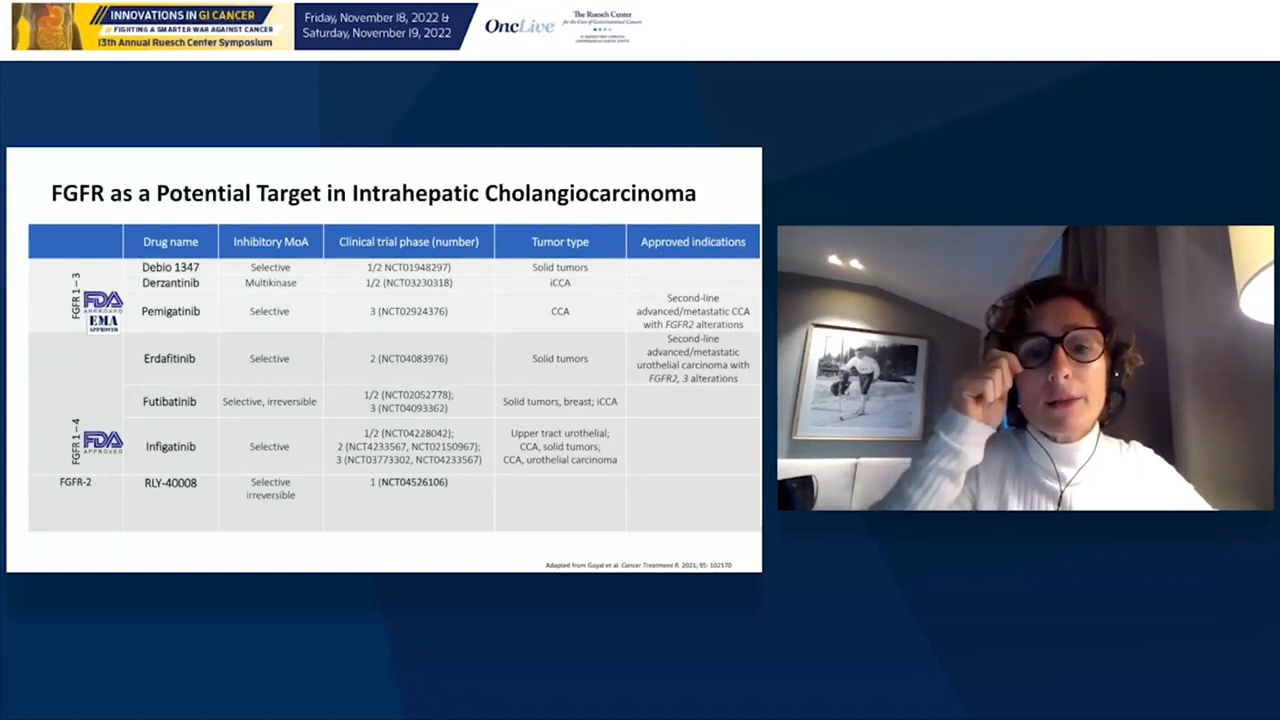 INNOVATIONS IN GI CANCER
FIGHTING A SMARTER WAR AGAINST CANCER
13th Annual Ruesch Center Symposium
Friday, November 18, 2022 &
Saturday, November 19, 2022
OncLive
The Ruesch Center
for the Cure of Gastrointestinal Cancers
FGFR as a Potential Target in Intrahepatic Cholangiocarcinoma
Drug name Inhibitory MoA Clinical trial phase (number) Tumor type Approved indications
FGFR 1–3
FDA
APPROVED
EMA
APPROVED
Debio 1347 Selective 1/2 NCT01948297) Solid tumors
Derzantinib Multikinase 1/2 (NCT03230318) iCCA
Pemigatinib Selective 3 (NCT02924376) CCA
Second-line
advanced/metastatic CCA
with FGFR2 alterations
FGFR 1–4
FDA
APPROVED
Erdafitinib Selective 2 (NCT04083976) Solid tumors
Second-line
advanced/metastatic
urothelial carcinoma with
FGFR2, 3 alterations
Futibatinib Selective, irreversible
1/2 (NCT02052778);
3 (NCT04093362)
Solid tumors, breast; iCCA
Infigatinib Selective
1/2 (NCT04228042);
2 (NCT4233567, NCT02150967);
3 (NCT03773302, NCT04233567)
Upper tract urothelial;
CCA, solid tumors;
CCA, urothelial carcinoma
FGFR-2 RLY-40008
Selective
irreversible
1 (NCT04526106)
Adapted from Goyal et al. Cancer Treatment R. 2021; 95: 102170